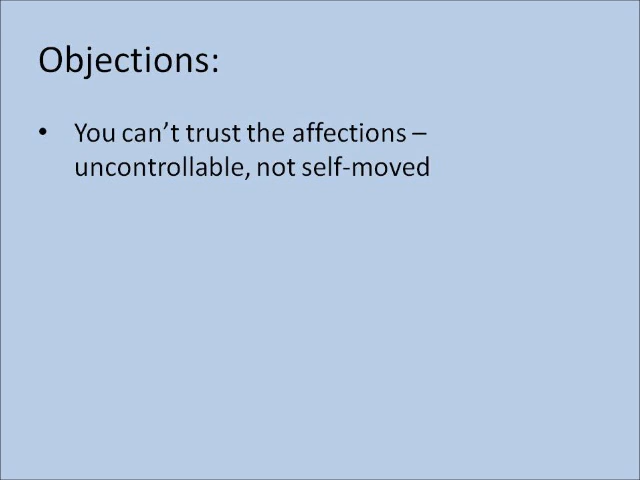 Objections:
• You can’t trust the affections –
uncontrollable, not self-moved